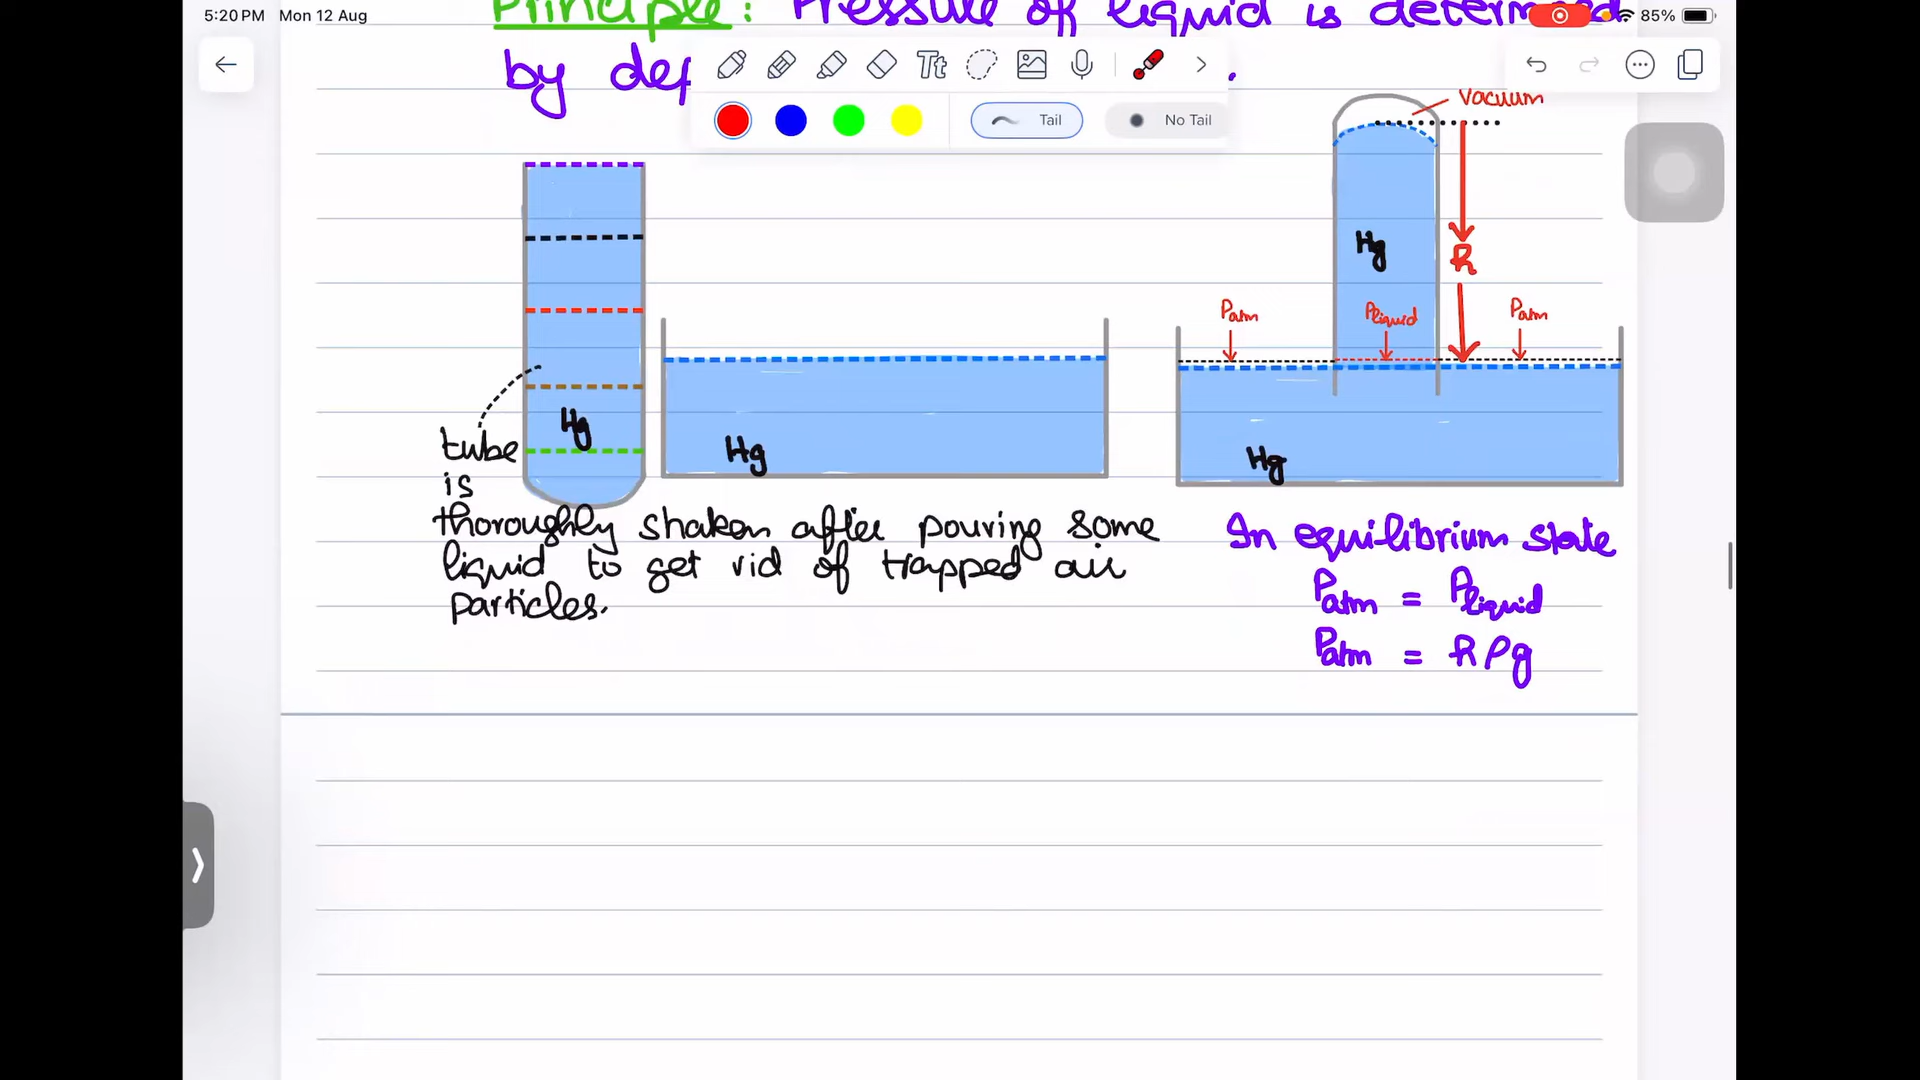 5:20 PM Mon 12 Aug
85%
Principle: Pressure of liquid is determined
by
Tt
Tail
No Tail
Vacuum
Hg
h
Patm
Pliquid
Patm
Hg
Hg
Hg
tube
is
thoroughly shaken after pouring some
liquid to get rid of trapped air
particles.
In equilibrium state
Patm = Pliquid
Patm = hρg